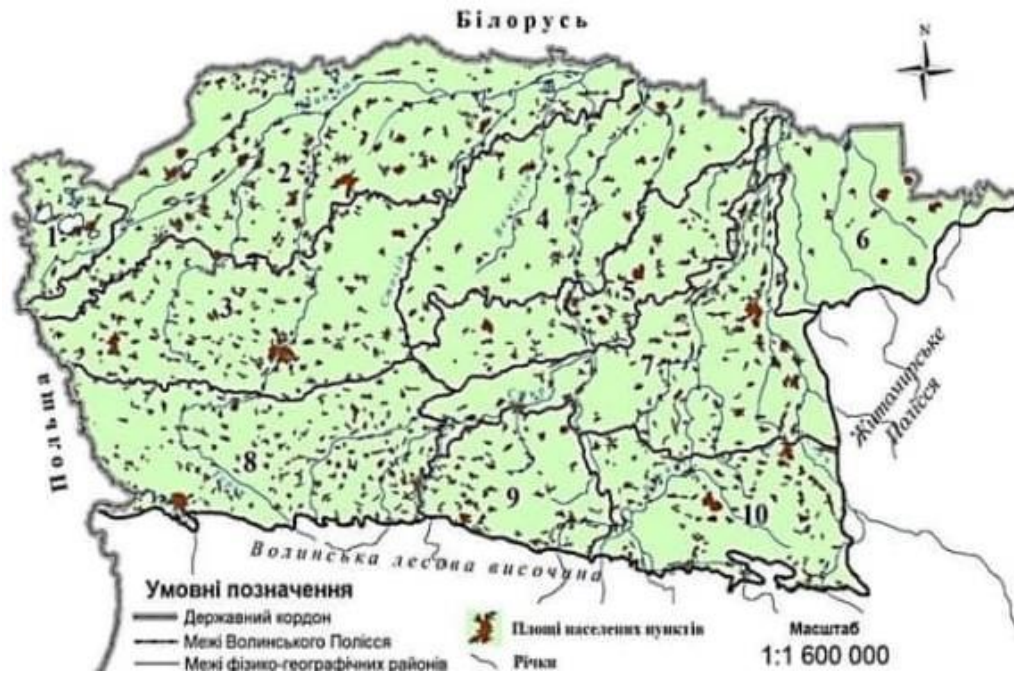 Білорусь
N
1
2
3
4
5
6
7
8
9
10
Польща
Житомирське
Полісся
Волинська лесова височина
Умовні позначення
Державний кордон
Межі Волинського Полісся
Межі фізико-географічних районів
Площі населених пунктів
Річки
Масштаб
1:1 600 000